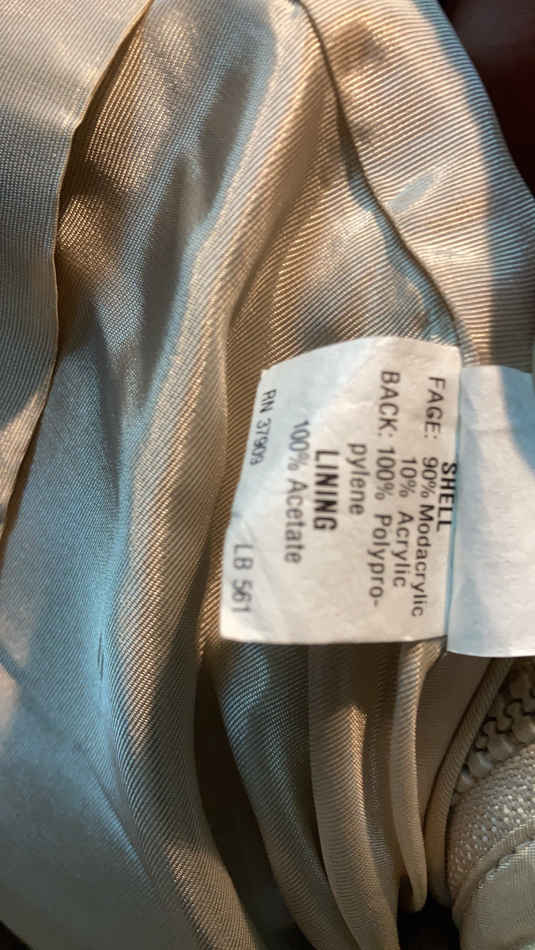 SHELL
FAGE: 90% Modacrylic
10% Acrylic
BACK: 100% Polypro-
pylene
LINING
100% Acetate
RN 37909 LB 561